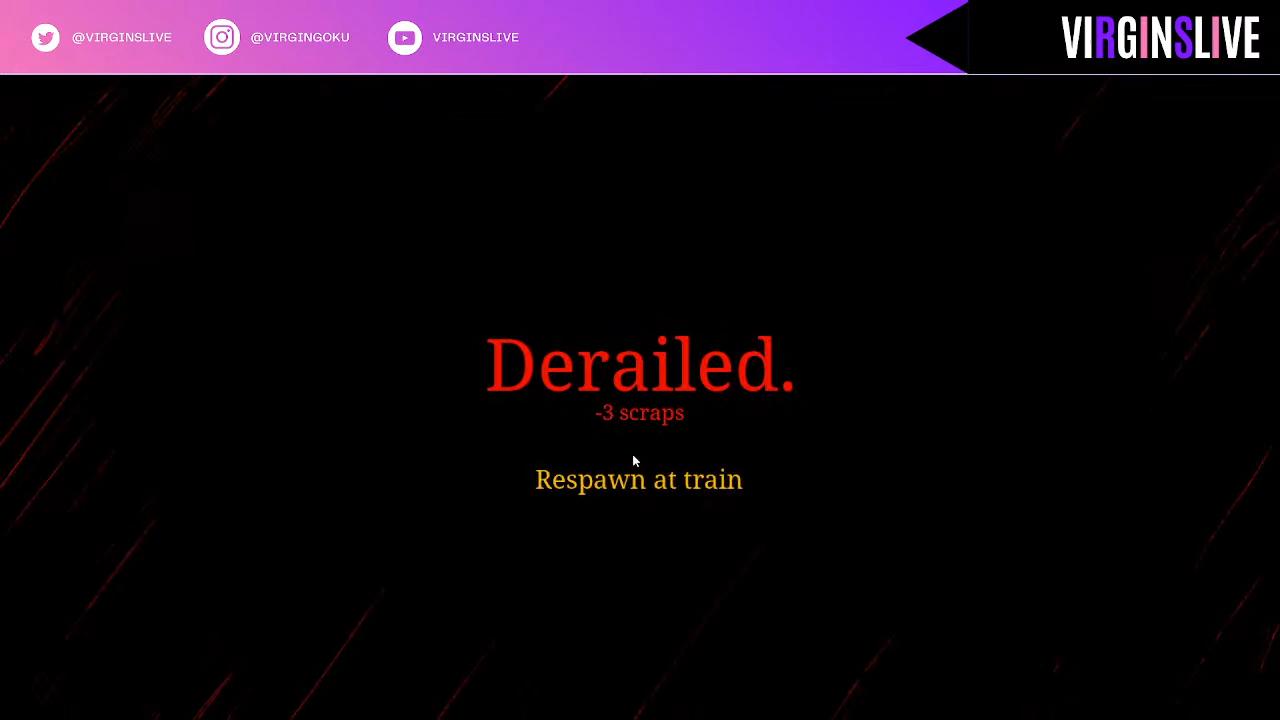 @VIRGINSLIVE
@VIRGINGOKU
VIRGINSLIVE
VIRGINSLIVE
Derailed.
-3 scraps
Respawn at train